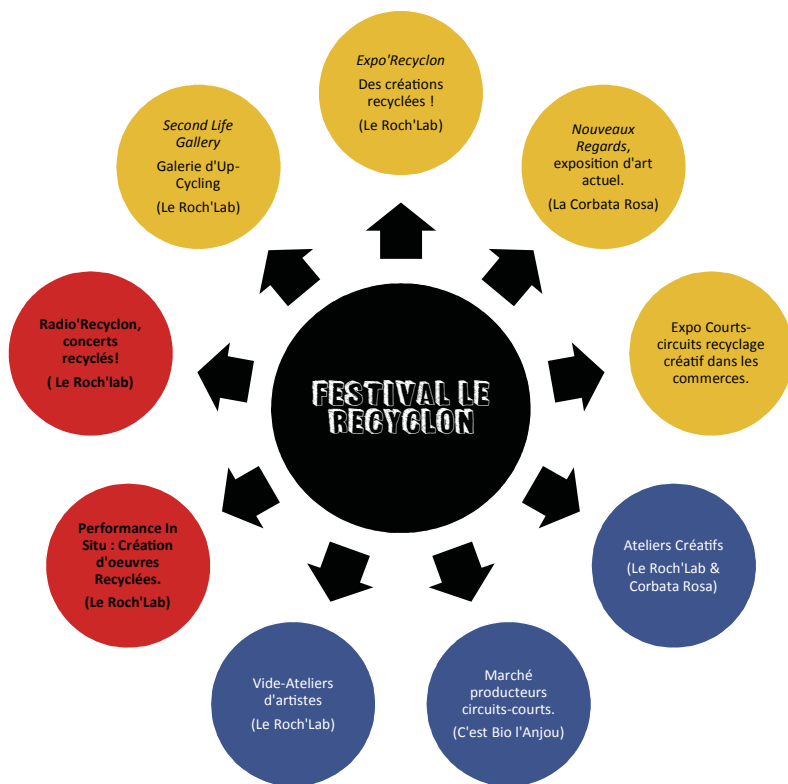 Expo'Recyclon
Des créations
recyclées !
(Le Roch'Lab)
Nouveaux
Regards,
exposition d'art
actuel.
(La Corbata Rosa)
Expo Courts-
circuits recyclage
créatif dans les
commerces.
Ateliers Créatifs
(Le Roch'Lab &
Corbata Rosa)
Marché
producteurs
circuits-courts.
(C'est Bio l'Anjou)
Vide-Ateliers
d'artistes
(Le Roch'Lab)
Performance In
Situ : Création
d'oeuvres
Recyclées.
(Le Roch'Lab)
Radio'Recyclon,
concerts
recyclés!
( Le Roch'lab)
Second Life
Gallery
Galerie d'Up-
Cycling
(Le Roch'Lab)
FESTIVAL LE
RECYCLON